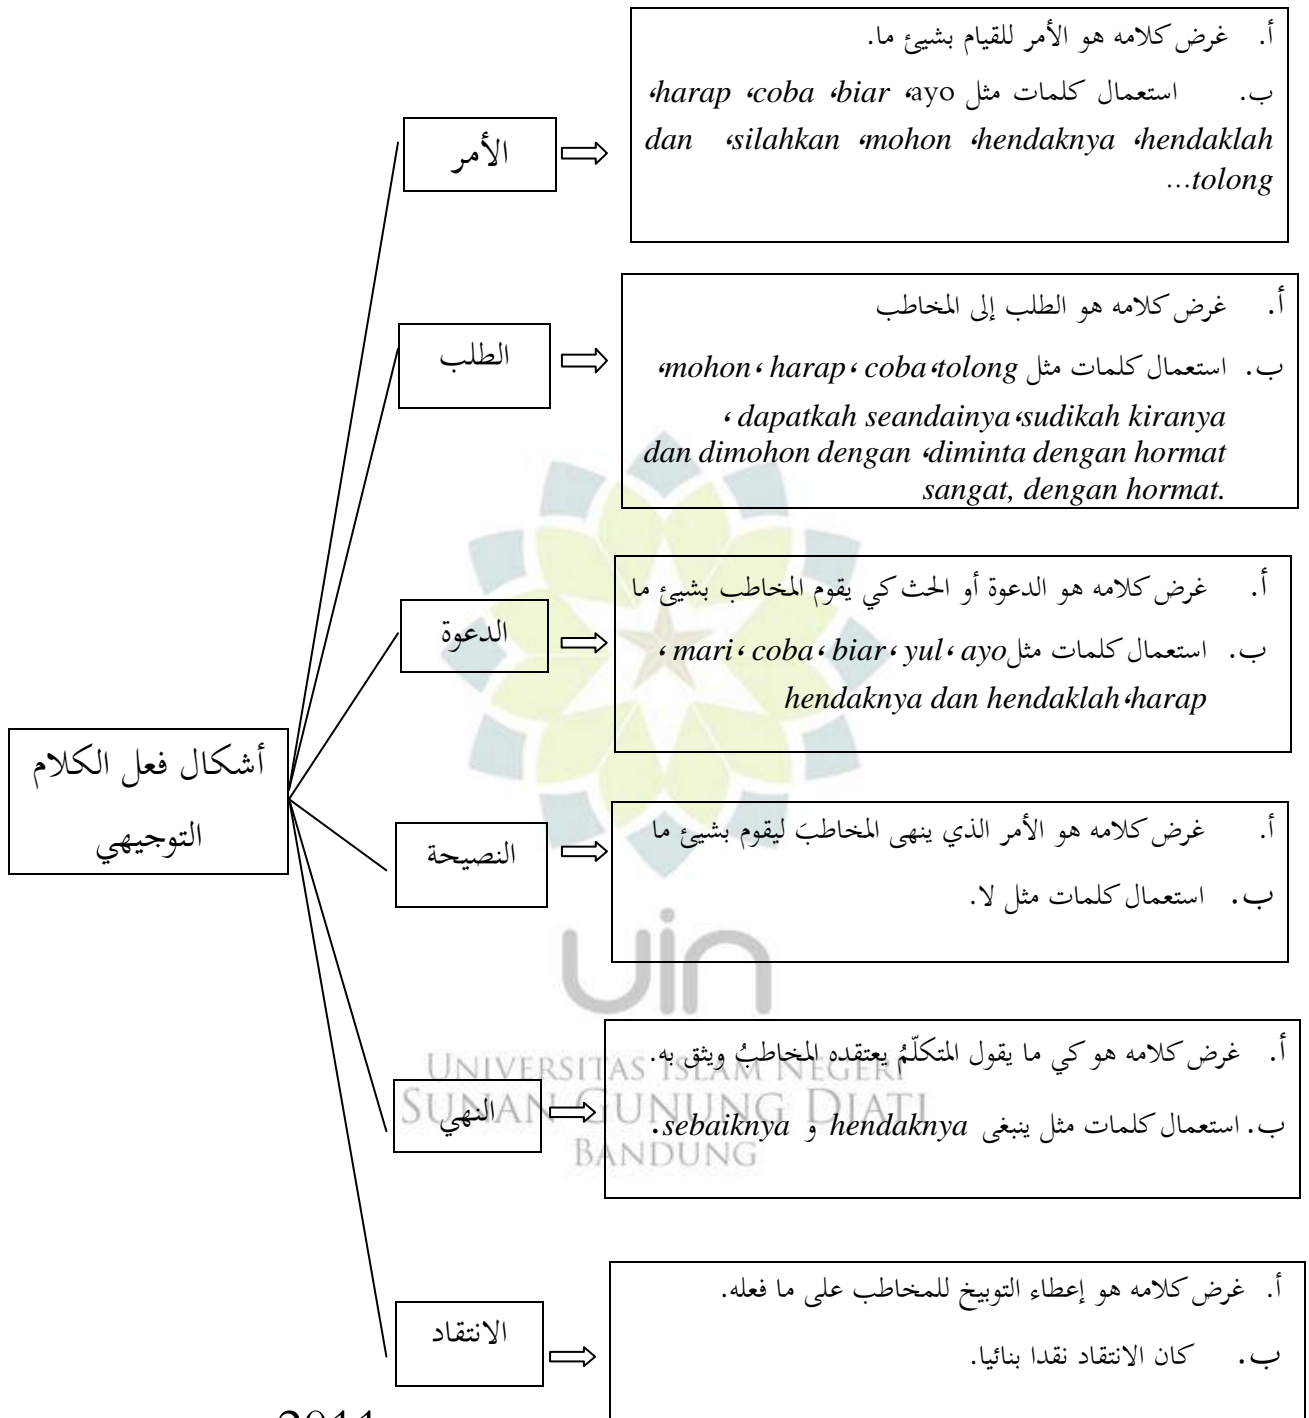 أشكال فعل الكلام
التوجيهي
الأمر
أ. غرض كلامه هو الأمر للقيام بشيئ ما.
ب. استعمال كلمات مثل ayo، biar، coba، harap،
hendaklah، hendaknya، mohon، silahkan، dan
tolong...
الطلب
أ. غرض كلامه هو الطلب إلى المخاطب
ب. استعمال كلمات مثل tolong، coba، harap، mohon،
sudikah kiranya، dapatkah seandainya،
diminta dengan hormat، dan dimohon dengan
sangat, dengan hormat.
الدعوة
أ. غرض كلامه هو الدعوة أو الحث كي يقوم المخاطب بشيئ ما
ب. استعمال كلمات مثل ayo، yul، biar، coba، mari،
harap، hendaknya dan hendaklah
النصيحة
أ. غرض كلامه هو الأمر الذي ينهى المخاطبَ ليقوم بشيئ ما
ب. استعمال كلمات مثل لا.
النهي
أ. غرض كلامه هو كي ما يقول المتكلّمُ يعتقده المخاطبُ ويثق به.
ب. استعمال كلمات مثل ينبغى hendaknya و sebaiknya.
الانتقاد
أ. غرض كلامه هو إعطاء التوبيخ للمخاطب على ما فعله.
ب. كان الانتقاد نقدا بنائيا.
uin
UNIVERSITAS ISLAM NEGERI
SUNAN GUNUNG DJATI
BANDUNG